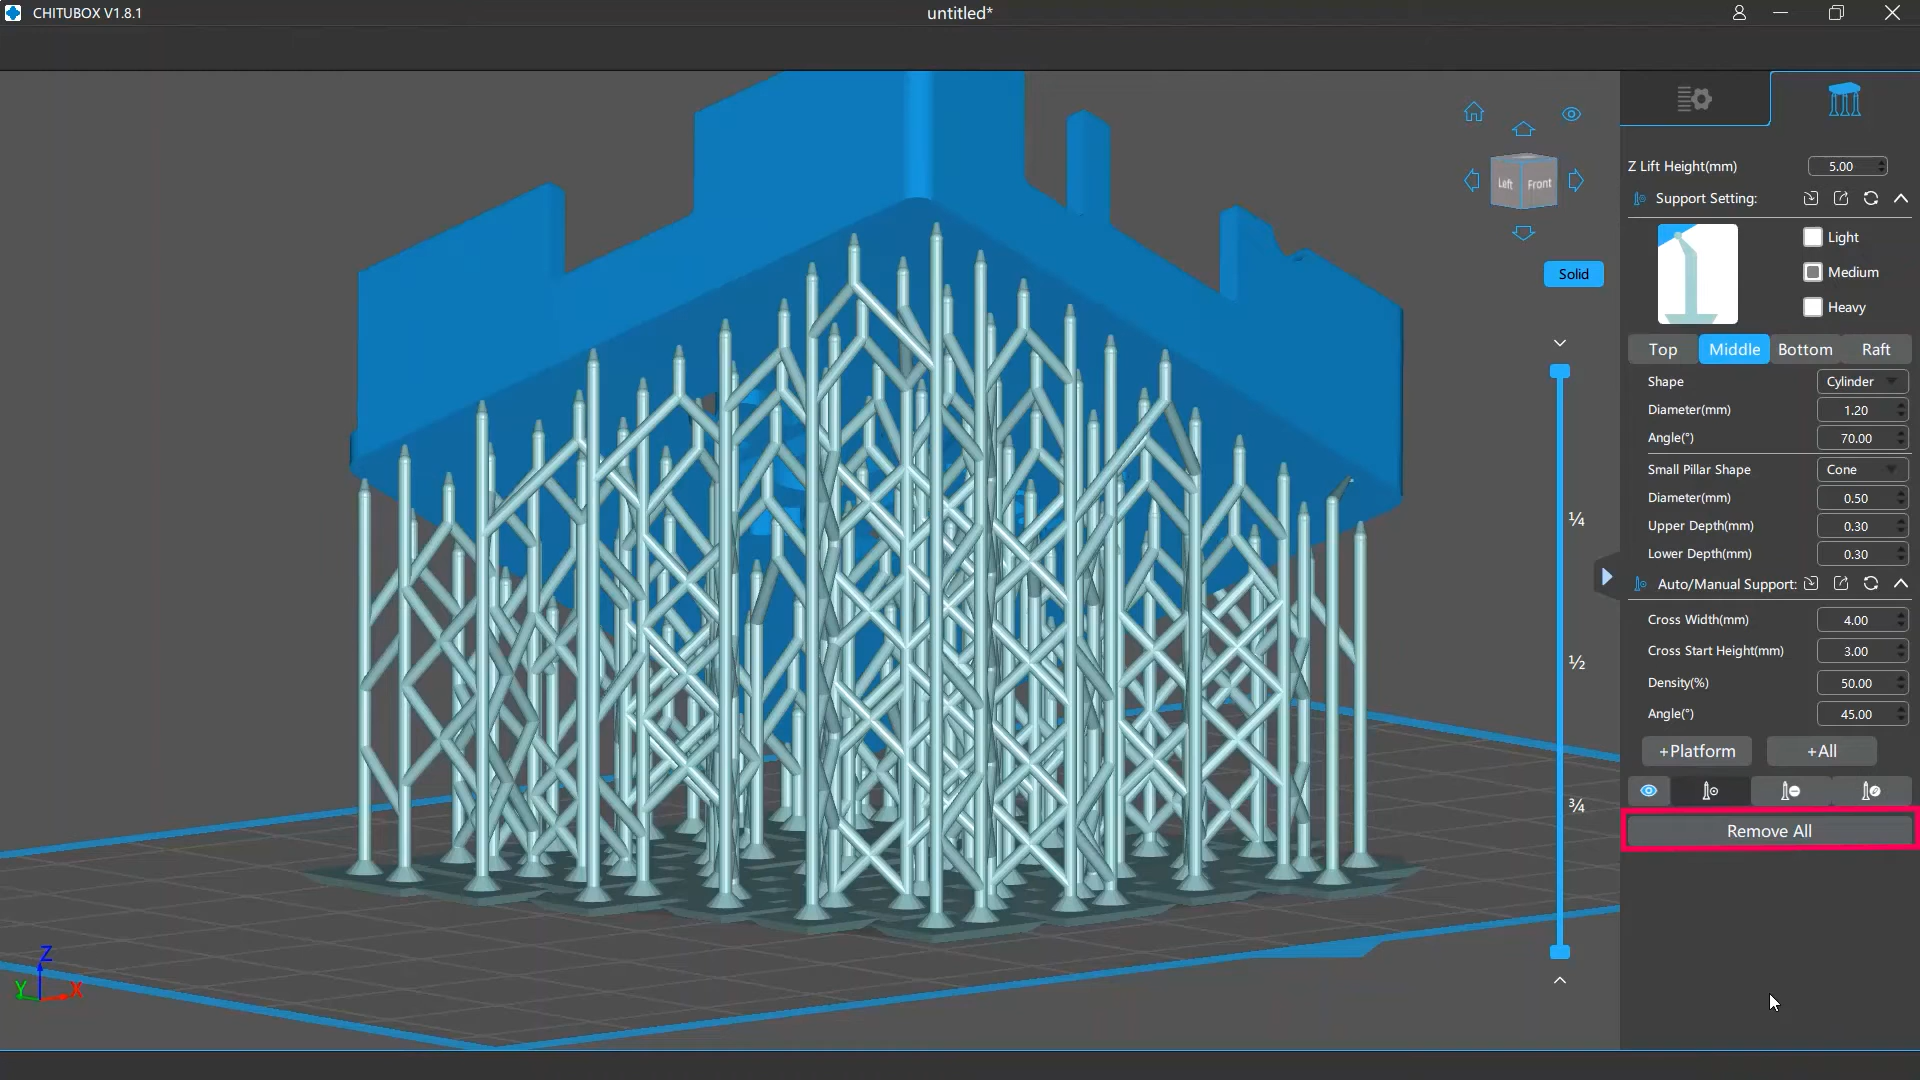 CHITUBOX V1.8.1
untitled*
Left
Front
Solid
¼
½
¾
Z
Y
X
Z Lift Height(mm) 5.00
Support Setting:
Light
Medium
Heavy
Top Middle Bottom Raft
Shape Cylinder
Diameter(mm) 1.20
Angle(°) 70.00
Small Pillar Shape Cone
Diameter(mm) 0.50
Upper Depth(mm) 0.30
Lower Depth(mm) 0.30
Auto/Manual Support:
Cross Width(mm) 4.00
Cross Start Height(mm) 3.00
Density(%) 50.00
Angle(°) 45.00
+Platform +All
Remove All